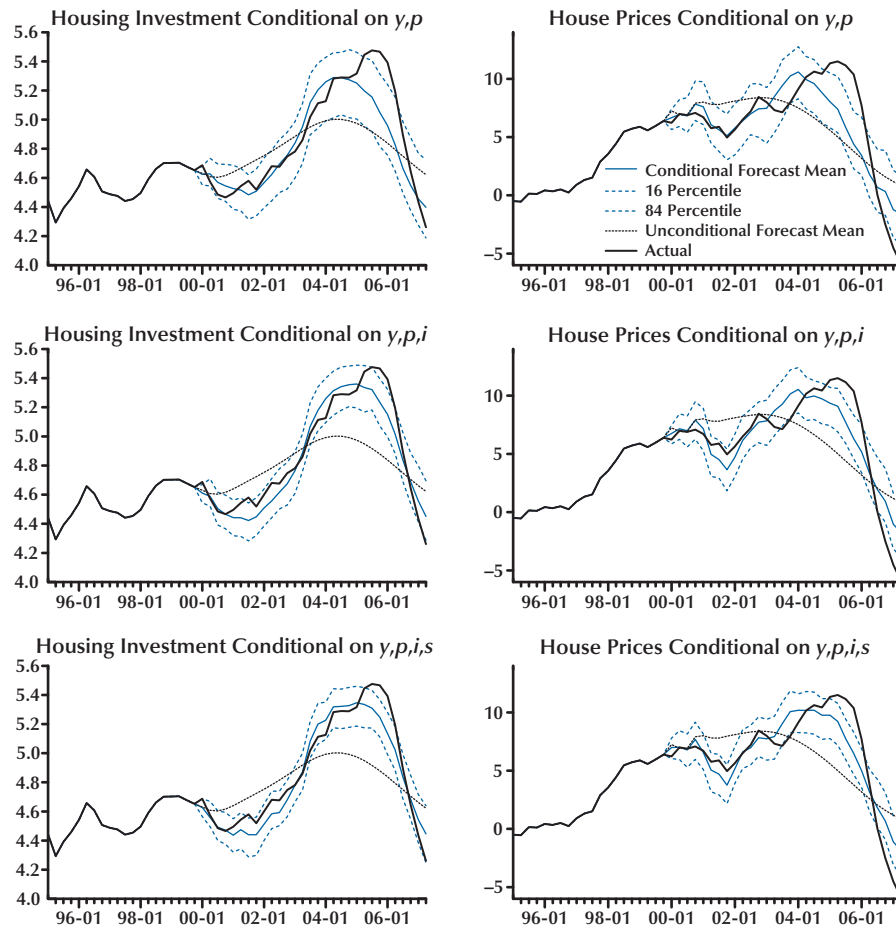 Housing Investment Conditional on y,p
5.6
5.4
5.2
5.0
4.8
4.6
4.4
4.2
4.0
96-01 98-01 00-01 02-01 04-01 06-01
House Prices Conditional on y,p
10
5
0
−5
Conditional Forecast Mean
16 Percentile
84 Percentile
Unconditional Forecast Mean
Actual
96-01 98-01 00-01 02-01 04-01 06-01
Housing Investment Conditional on y,p,i
5.6
5.4
5.2
5.0
4.8
4.6
4.4
4.2
4.0
96-01 98-01 00-01 02-01 04-01 06-01
House Prices Conditional on y,p,i
10
5
0
−5
96-01 98-01 00-01 02-01 04-01 06-01
Housing Investment Conditional on y,p,i,s
5.6
5.4
5.2
5.0
4.8
4.6
4.4
4.2
4.0
96-01 98-01 00-01 02-01 04-01 06-01
House Prices Conditional on y,p,i,s
10
5
0
−5
96-01 98-01 00-01 02-01 04-01 06-01